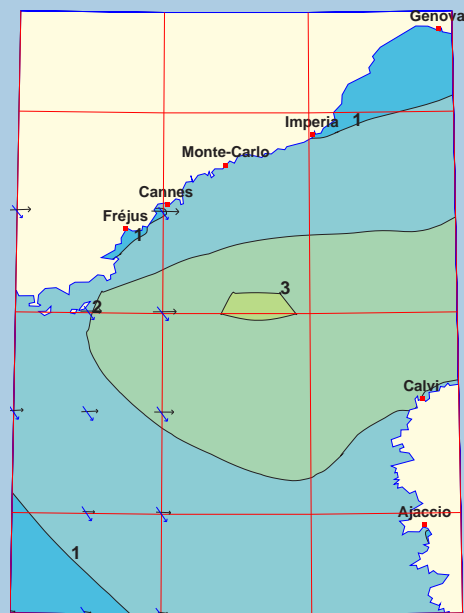 Genova
Imperia 1
Monte-Carlo
Cannes
Fréjus 1
3
2
Calvi
Ajaccio
1